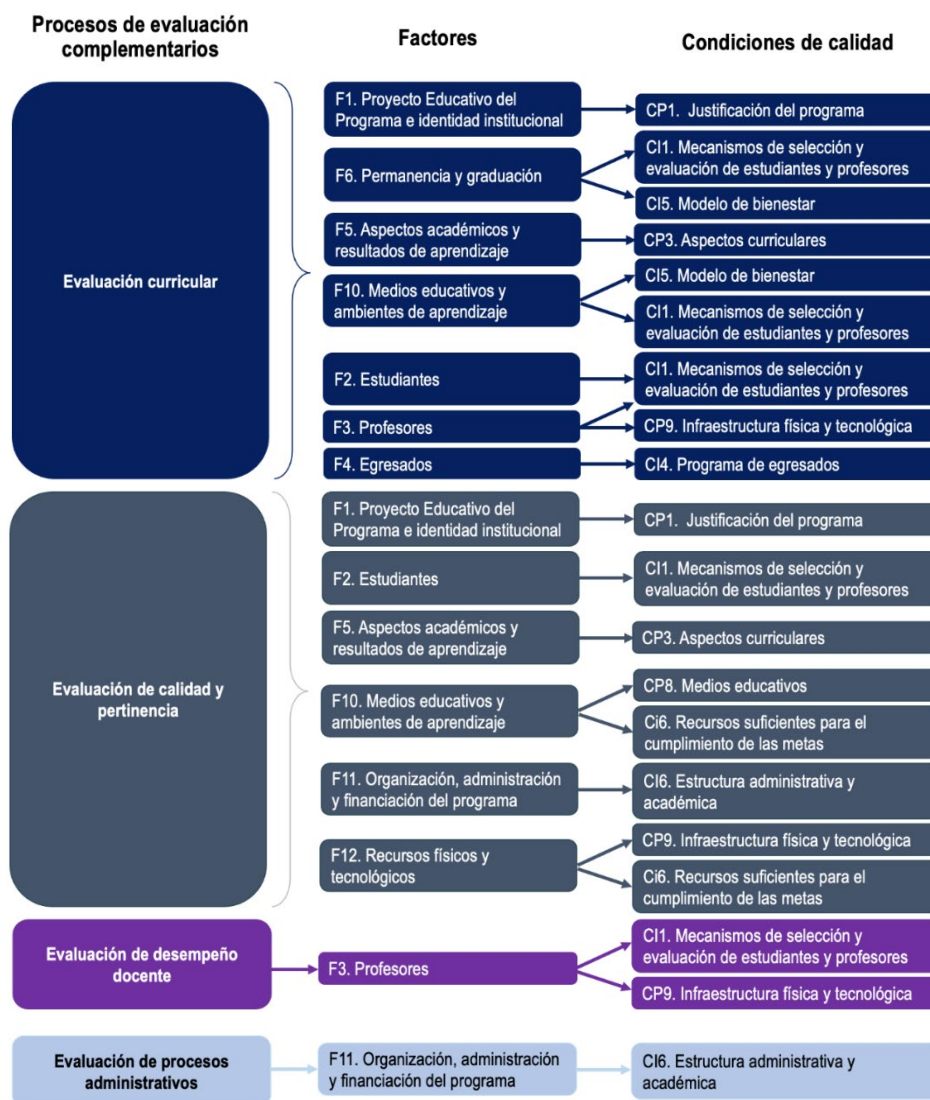 Procesos de evaluación
complementarios
Factores
Condiciones de calidad
Evaluación curricular
F1. Proyecto Educativo del
Programa e identidad institucional
CP1. Justificación del programa
F6. Permanencia y graduación
CI1. Mecanismos de selección y
evaluación de estudiantes y profesores
CI5. Modelo de bienestar
F5. Aspectos académicos y
resultados de aprendizaje
CP3. Aspectos curriculares
F10. Medios educativos y
ambientes de aprendizaje
CI5. Modelo de bienestar
CI1. Mecanismos de selección y
evaluación de estudiantes y profesores
F2. Estudiantes
CI1. Mecanismos de selección y
evaluación de estudiantes y profesores
F3. Profesores
CP9. Infraestructura física y tecnológica
F4. Egresados
CI4. Programa de egresados
Evaluación de calidad y
pertinencia
F1. Proyecto Educativo del
Programa e identidad institucional
CP1. Justificación del programa
F2. Estudiantes
CI1. Mecanismos de selección y
evaluación de estudiantes y profesores
F5. Aspectos académicos y
resultados de aprendizaje
CP3. Aspectos curriculares
F10. Medios educativos y
ambientes de aprendizaje
CP8. Medios educativos
Ci6. Recursos suficientes para el
cumplimiento de las metas
F11. Organización, administración
y financiación del programa
CI6. Estructura administrativa y
académica
F12. Recursos físicos y
tecnológicos
CP9. Infraestructura física y tecnológica
Ci6. Recursos suficientes para el
cumplimiento de las metas
Evaluación de desempeño
docente
F3. Profesores
CI1. Mecanismos de selección y
evaluación de estudiantes y profesores
CP9. Infraestructura física y tecnológica
Evaluación de procesos
administrativos
F11. Organización, administración
y financiación del programa
CI6. Estructura administrativa y
académica